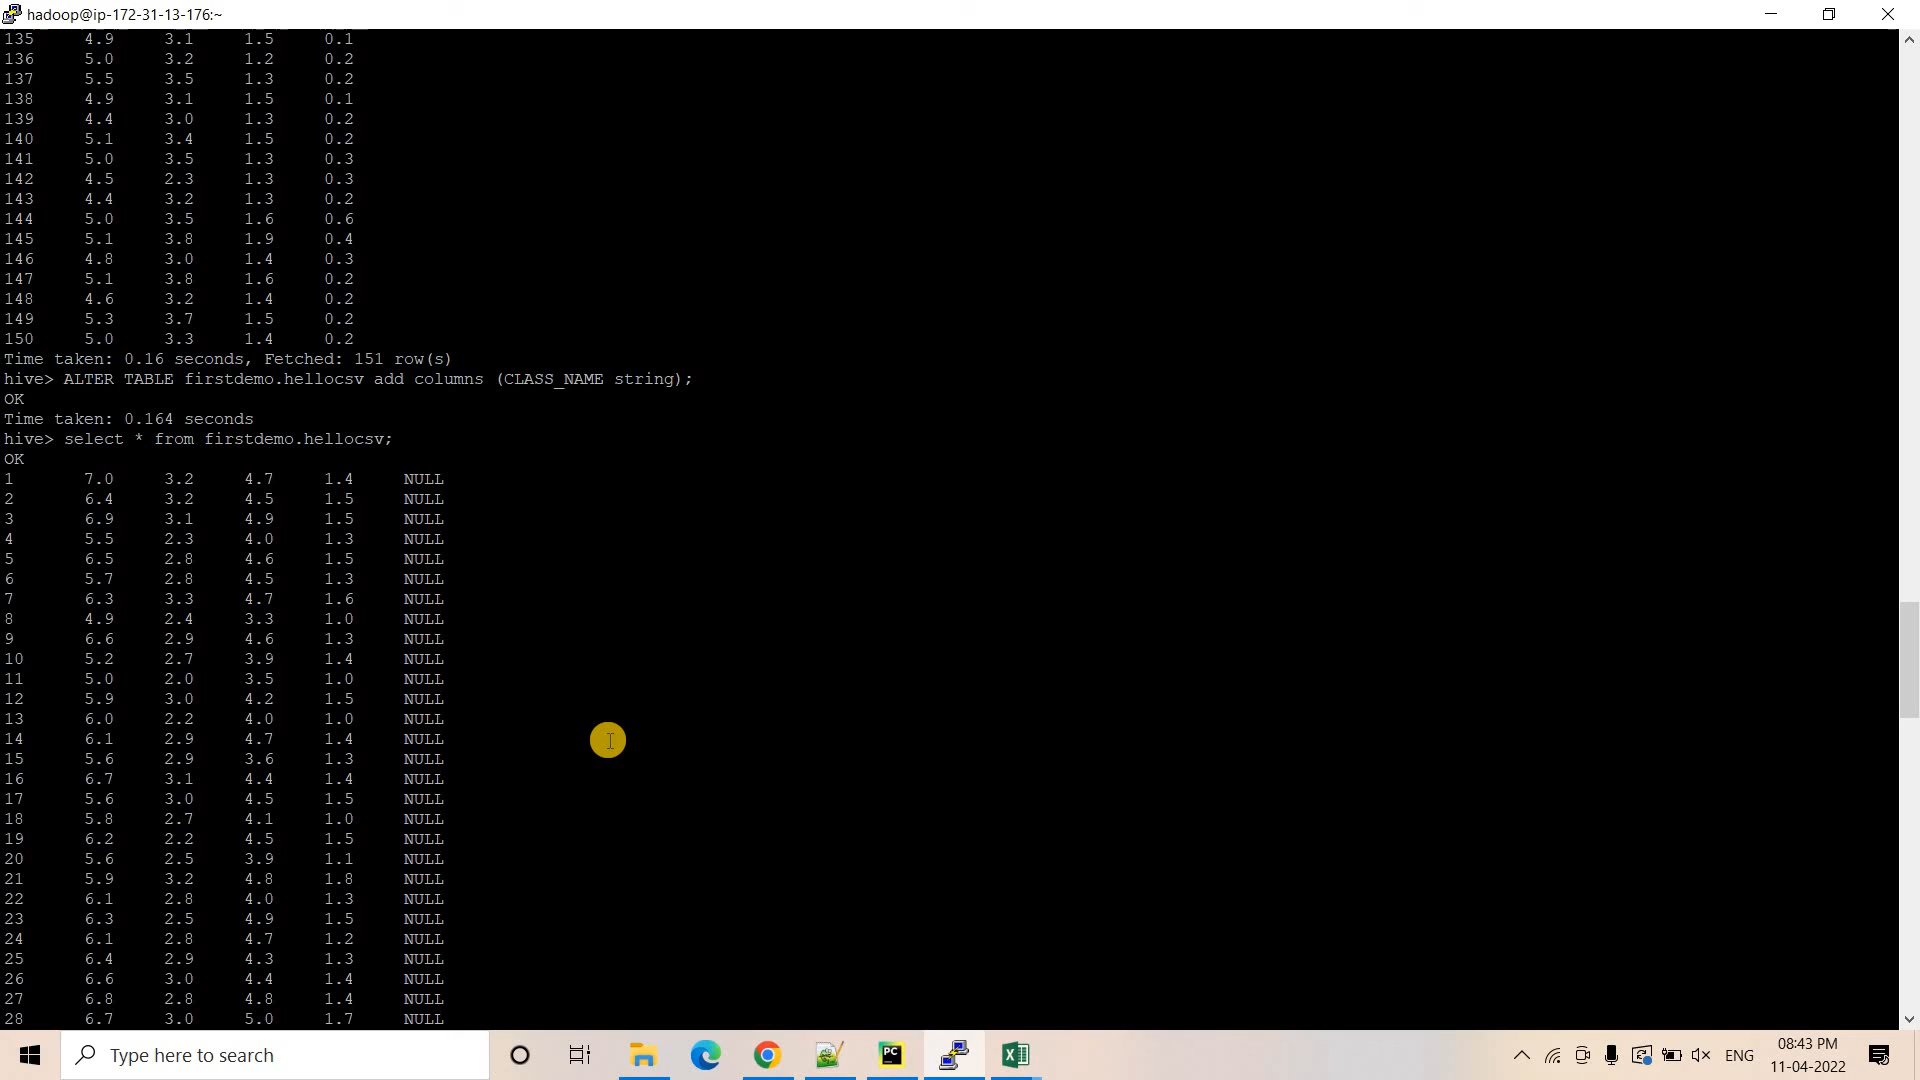 hadoop@ip-172-31-13-176:~
135 4.9 3.1 1.5 0.1
136 5.0 3.2 1.2 0.2
137 5.5 3.5 1.3 0.2
138 4.9 3.1 1.5 0.1
139 4.4 3.0 1.3 0.2
140 5.1 3.4 1.5 0.2
141 5.0 3.5 1.3 0.3
142 4.5 2.3 1.3 0.3
143 4.4 3.2 1.3 0.2
144 5.0 3.5 1.6 0.6
145 5.1 3.8 1.9 0.4
146 4.8 3.0 1.4 0.3
147 5.1 3.8 1.6 0.2
148 4.6 3.2 1.4 0.2
149 5.3 3.7 1.5 0.2
150 5.0 3.3 1.4 0.2
Time taken: 0.16 seconds, Fetched: 151 row(s)
hive> ALTER TABLE firstdemo.hellocsv add columns (CLASS_NAME string);
OK
Time taken: 0.164 seconds
hive> select * from firstdemo.hellocsv;
OK
1 7.0 3.2 4.7 1.4 NULL
2 6.4 3.2 4.5 1.5 NULL
3 6.9 3.1 4.9 1.5 NULL
4 5.5 2.3 4.0 1.3 NULL
5 6.5 2.8 4.6 1.5 NULL
6 5.7 2.8 4.5 1.3 NULL
7 6.3 3.3 4.7 1.6 NULL
8 4.9 2.4 3.3 1.0 NULL
9 6.6 2.9 4.6 1.3 NULL
10 5.2 2.7 3.9 1.4 NULL
11 5.0 2.0 3.5 1.0 NULL
12 5.9 3.0 4.2 1.5 NULL
13 6.0 2.2 4.0 1.0 NULL
14 6.1 2.9 4.7 1.4 NULL
15 5.6 2.9 3.6 1.3 NULL
16 6.7 3.1 4.4 1.4 NULL
17 5.6 3.0 4.5 1.5 NULL
18 5.8 2.7 4.1 1.0 NULL
19 6.2 2.2 4.5 1.5 NULL
20 5.6 2.5 3.9 1.1 NULL
21 5.9 3.2 4.8 1.8 NULL
22 6.1 2.8 4.0 1.3 NULL
23 6.3 2.5 4.9 1.5 NULL
24 6.1 2.8 4.7 1.2 NULL
25 6.4 2.9 4.3 1.3 NULL
26 6.6 3.0 4.4 1.4 NULL
27 6.8 2.8 4.8 1.4 NULL
28 6.7 3.0 5.0 1.7 NULL
Type here to search
PC
ENG
08:43 PM
11-04-2022